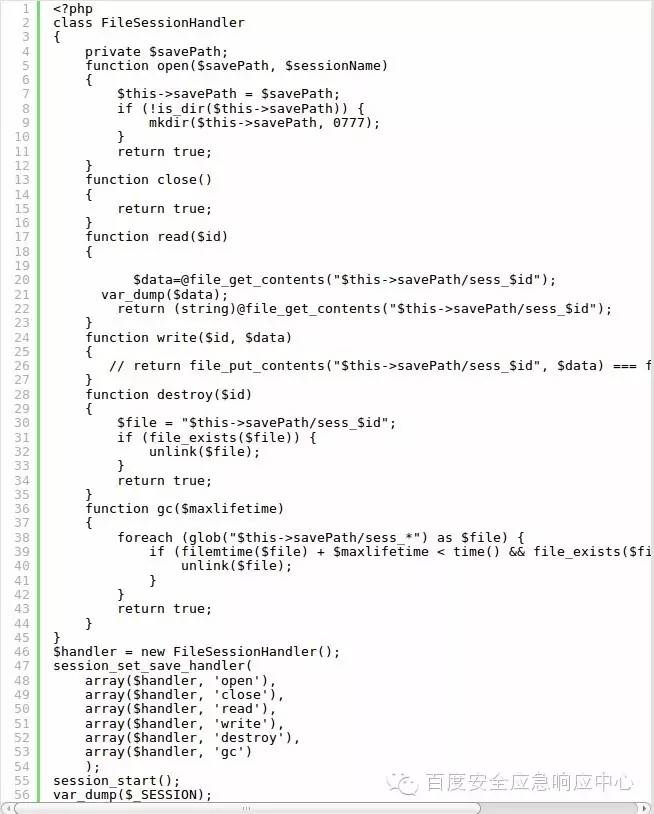 1 <?php
2 class FileSessionHandler
3 {
4     private $savePath;
5     function open($savePath, $sessionName)
6     {
7         $this->savePath = $savePath;
8         if (!is_dir($this->savePath)) {
9             mkdir($this->savePath, 0777);
10         }
11         return true;
12     }
13     function close()
14     {
15         return true;
16     }
17     function read($id)
18     {
19
20           $data=@file_get_contents("$this->savePath/sess_$id");
21       var_dump($data);
22         return (string)@file_get_contents("$this->savePath/sess_$id");
23     }
24     function write($id, $data)
25     {
26        // return file_put_contents("$this->savePath/sess_$id", $data) === f
27     }
28     function destroy($id)
29     {
30         $file = "$this->savePath/sess_$id";
31         if (file_exists($file)) {
32             unlink($file);
33         }
34         return true;
35     }
36     function gc($maxlifetime)
37     {
38         foreach (glob("$this->savePath/sess_*") as $file) {
39             if (filemtime($file) + $maxlifetime < time() && file_exists($fi
40                 unlink($file);
41             }
42         }
43         return true;
44     }
45 }
46 $handler = new FileSessionHandler();
47 session_set_save_handler(
48     array($handler, 'open'),
49     array($handler, 'close'),
50     array($handler, 'read'),
51     array($handler, 'write'),
52     array($handler, 'destroy'),
53     array($handler, 'gc')
54     );
55 session_start();
56 var_dump($_SESSION);
百度安全应急响应中心